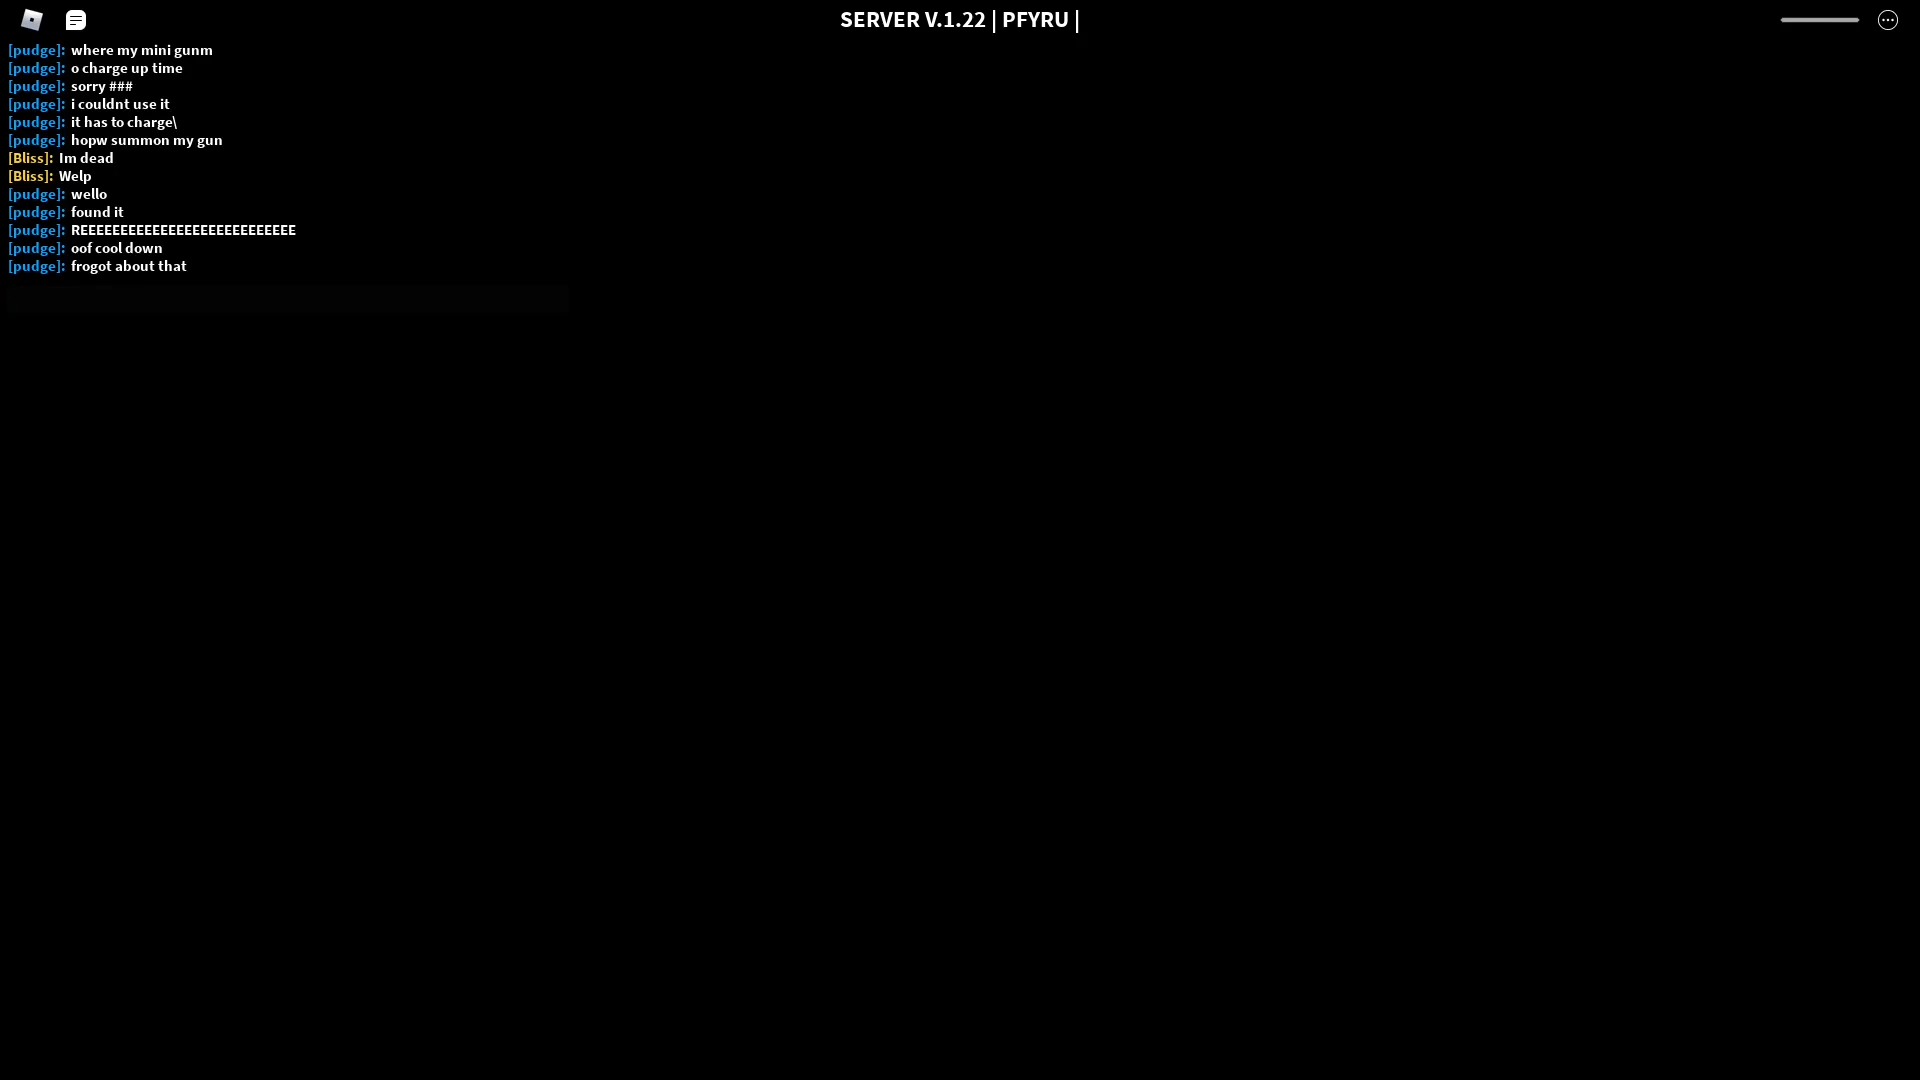 SERVER V.1.22 | PFYRU |
[pudge]: where my mini gunm
[pudge]: o charge up time
[pudge]: sorry ###
[pudge]: i couldnt use it
[pudge]: it has to charge\
[pudge]: hopw summon my gun
[Bliss]: Im dead
[Bliss]: Welp
[pudge]: wello
[pudge]: found it
[pudge]: REEEEEEEEEEEEEEEEEEEEEEEEEEE
[pudge]: oof cool down
[pudge]: frogot about that